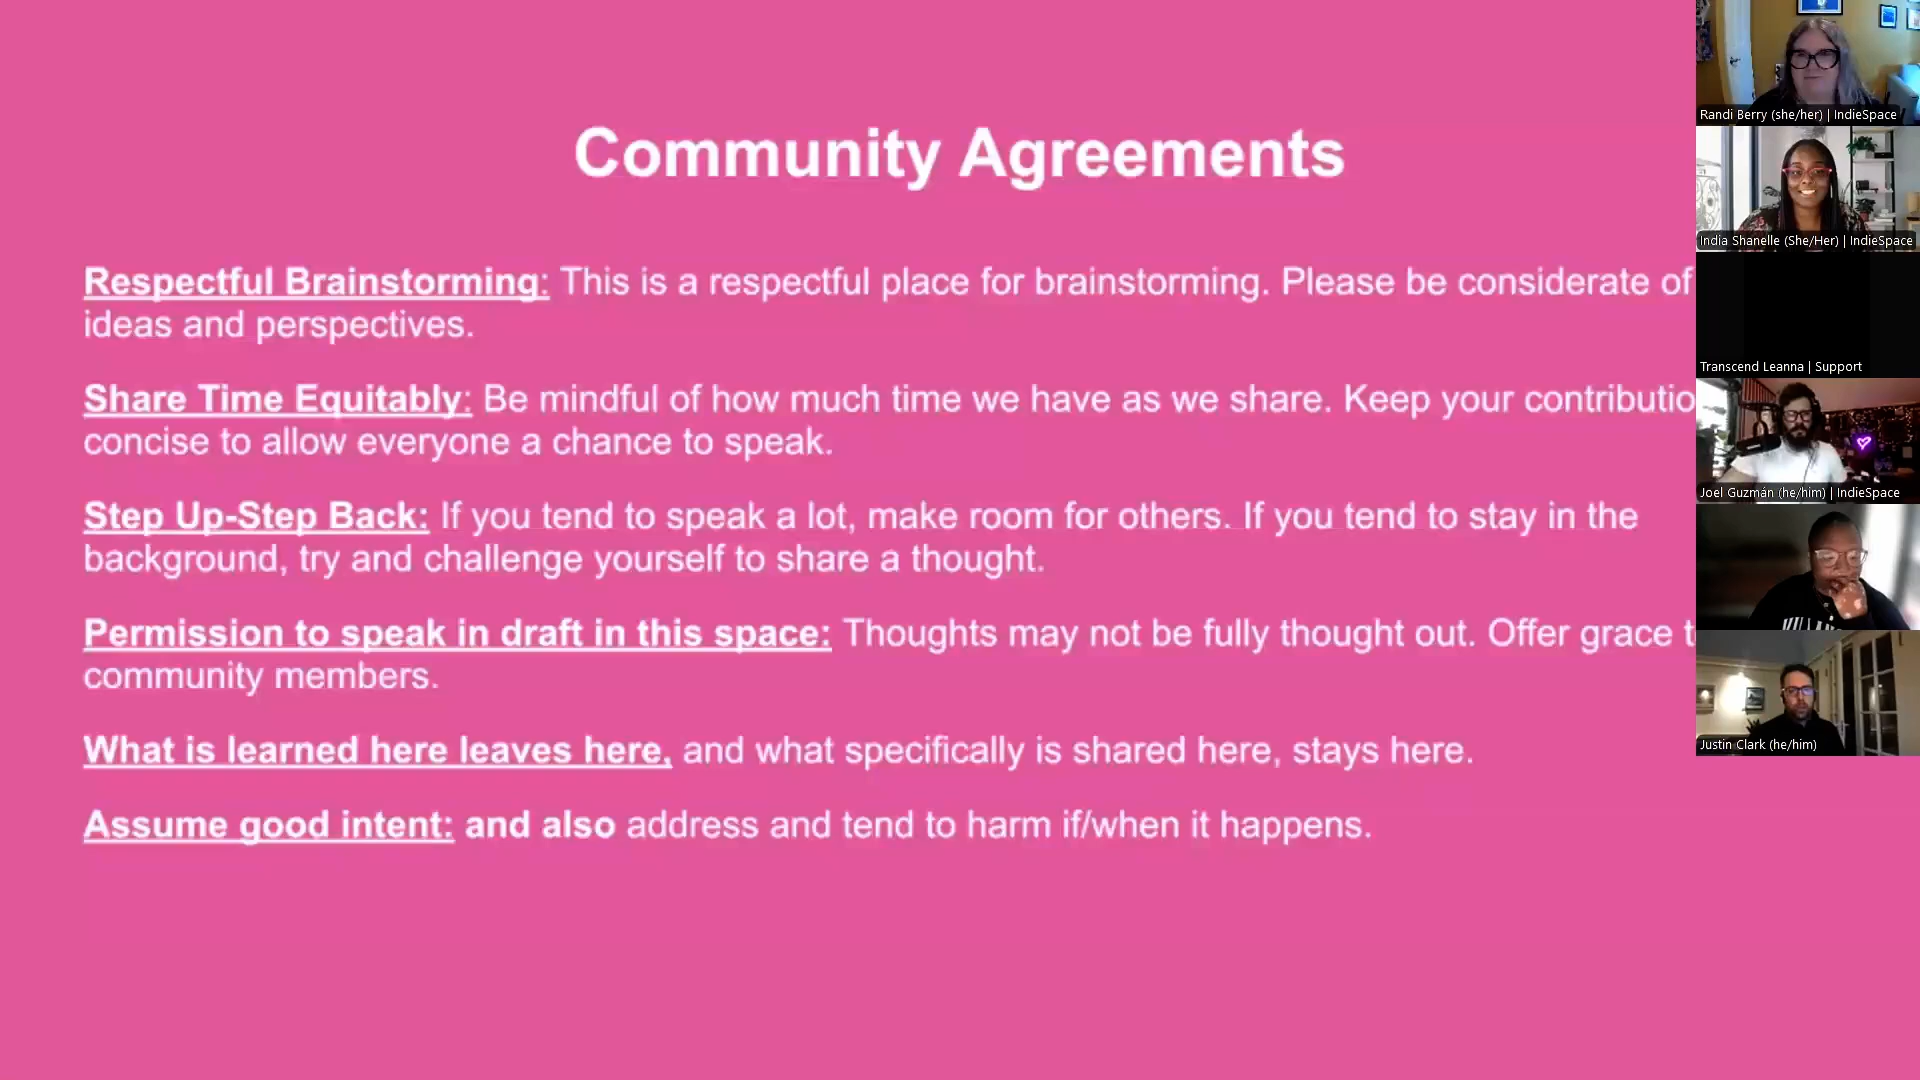 Community Agreements
Respectful Brainstorming: This is a respectful place for brainstorming. Please be considerate of
ideas and perspectives.
Share Time Equitably: Be mindful of how much time we have as we share. Keep your contributio
concise to allow everyone a chance to speak.
Step Up-Step Back: If you tend to speak a lot, make room for others. If you tend to stay in the
background, try and challenge yourself to share a thought.
Permission to speak in draft in this space: Thoughts may not be fully thought out. Offer grace t
community members.
What is learned here leaves here, and what specifically is shared here, stays here.
Assume good intent: and also address and tend to harm if/when it happens.
Randi Berry (she/her) | IndieSpace
India Shanelle (She/Her) | IndieSpace
Transcend Leanna | Support
Joel Guzmán (he/him) | IndieSpace
Justin Clark (he/him)